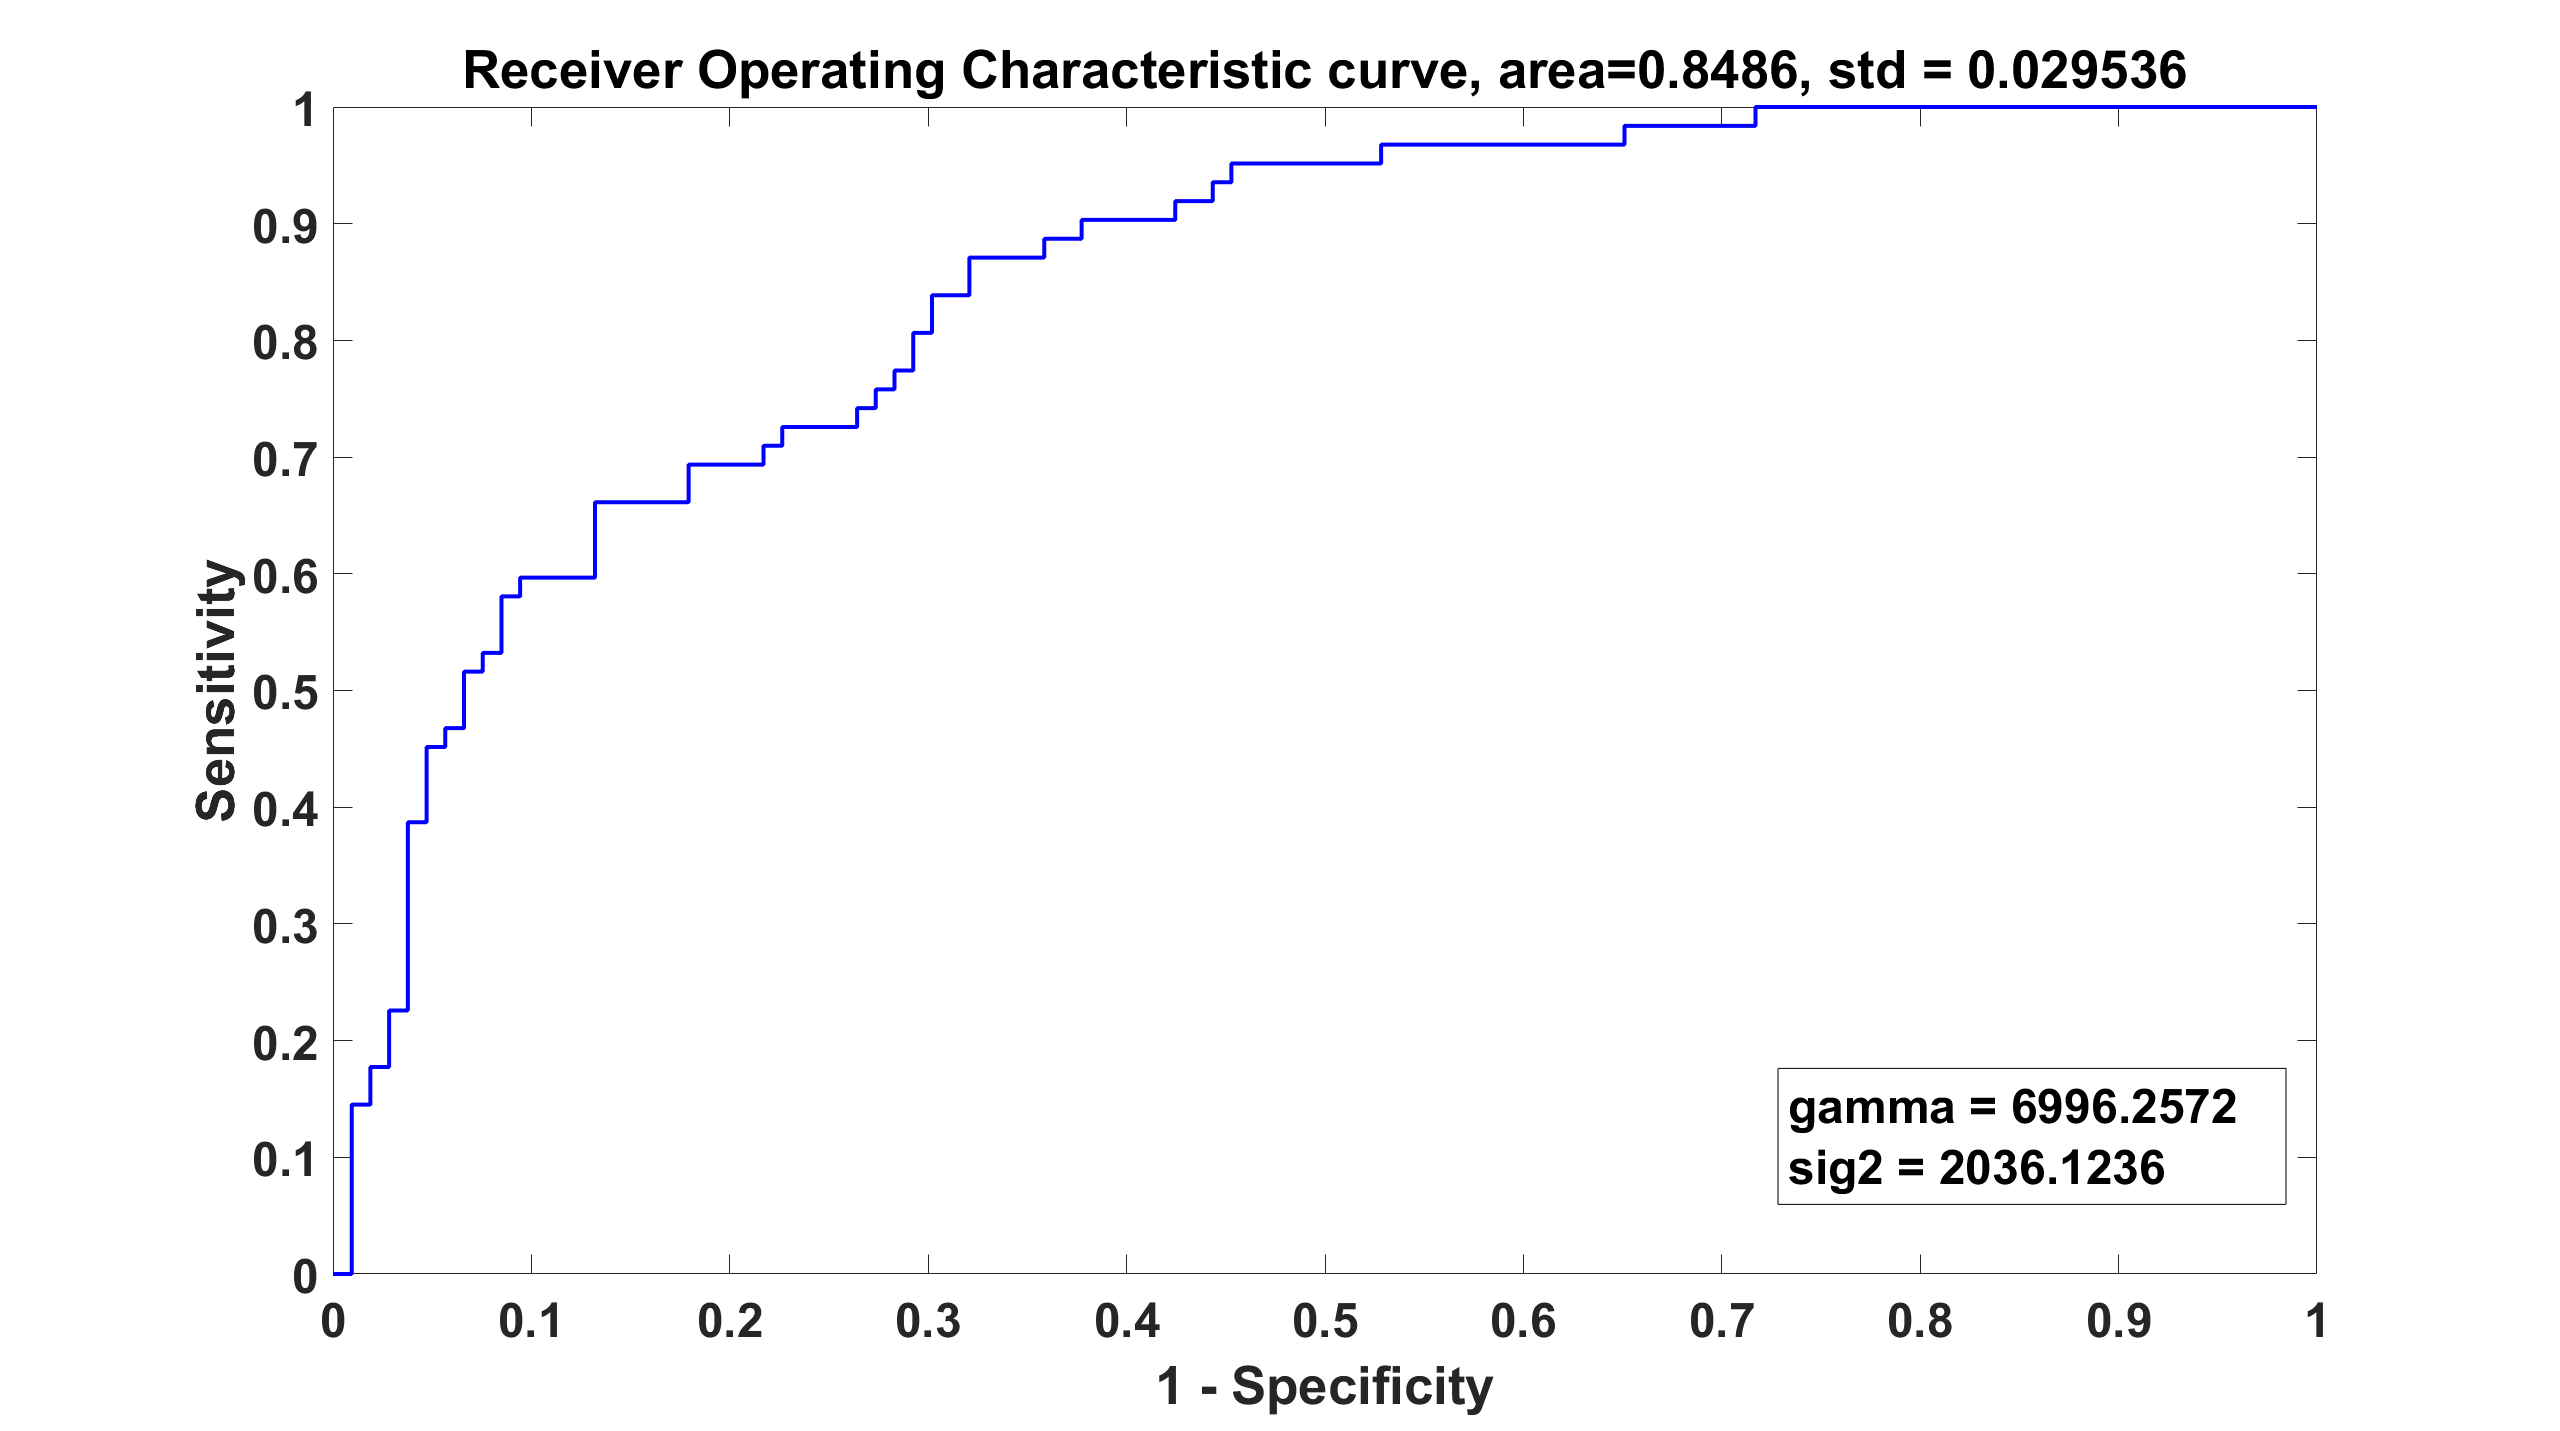 Receiver Operating Characteristic curve, area=0.8486, std = 0.029536
1
0.9
0.8
0.7
0.6
0.5
0.4
0.3
0.2
0.1
0
Sensitivity
gamma = 6996.2572
sig2 = 2036.1236
0 0.1 0.2 0.3 0.4 0.5 0.6 0.7 0.8 0.9 1
1 - Specificity